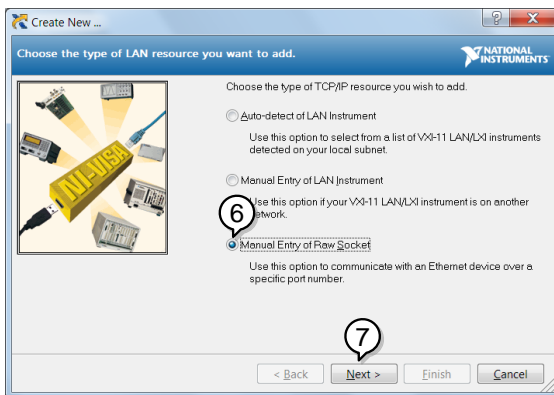 Create New ...
Choose the type of LAN resource you want to add.
NATIONAL
INSTRUMENTS
Choose the type of TCP/IP resource you wish to add.
Auto-detect of LAN Instrument
Use this option to select from a list of VXI-11 LAN/LXI instruments
detected on your local subnet.
Manual Entry of LAN Instrument
Use this option if your VXI-11 LAN/LXI instrument is on another
network.
6
Manual Entry of Raw Socket
Use this option to communicate with an Ethernet device over a
specific port number.
NI-VISA
7
< Back
Next >
Finish
Cancel